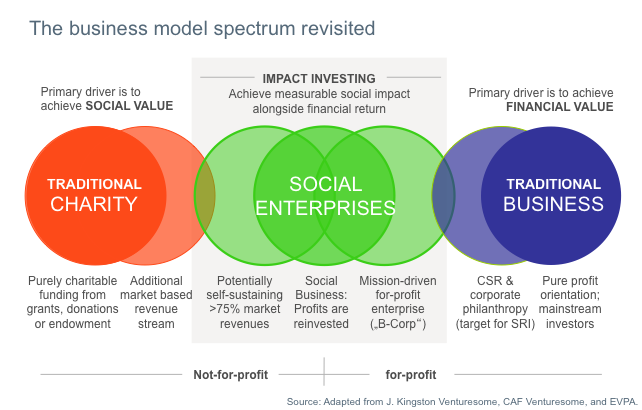 The business model spectrum revisited
Primary driver is to
achieve SOCIAL VALUE
IMPACT INVESTING
Achieve measurable social impact
alongside financial return
Primary driver is to achieve
FINANCIAL VALUE
TRADITIONAL
CHARITY
SOCIAL
ENTERPRISES
TRADITIONAL
BUSINESS
Purely charitable
funding from
grants, donations
or endowment
Additional
market based
revenue
stream
Potentially
self-sustaining
>75% market
revenues
Social
Business:
Profits are
reinvested
Mission-driven
for-profit
enterprise
(„B-Corp“)
CSR &
corporate
philanthropy
(target for SRI)
Pure profit
orientation;
mainstream
investors
Not-for-profit
for-profit
Source: Adapted from J. Kingston Venturesome, CAF Venturesome, and EVPA.